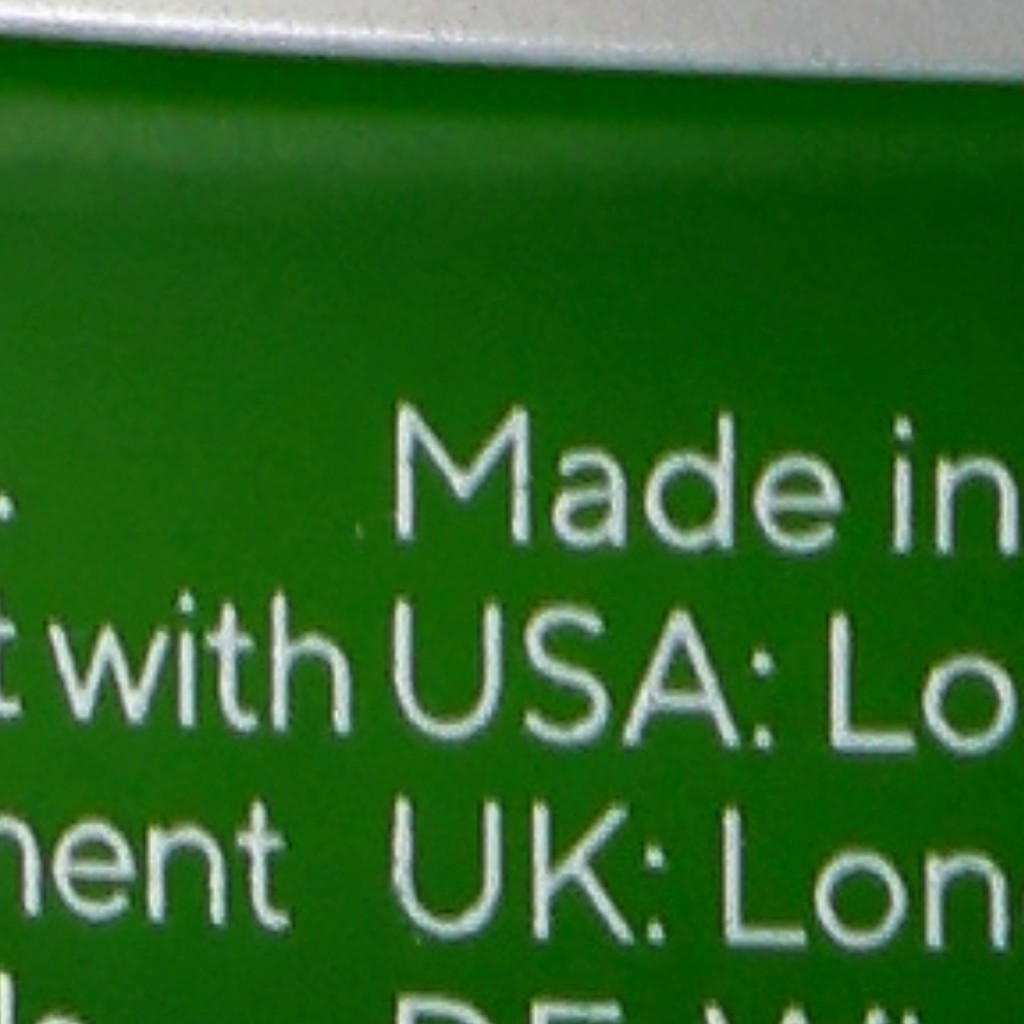 Made in
with USA: Lo
ment UK: Lon